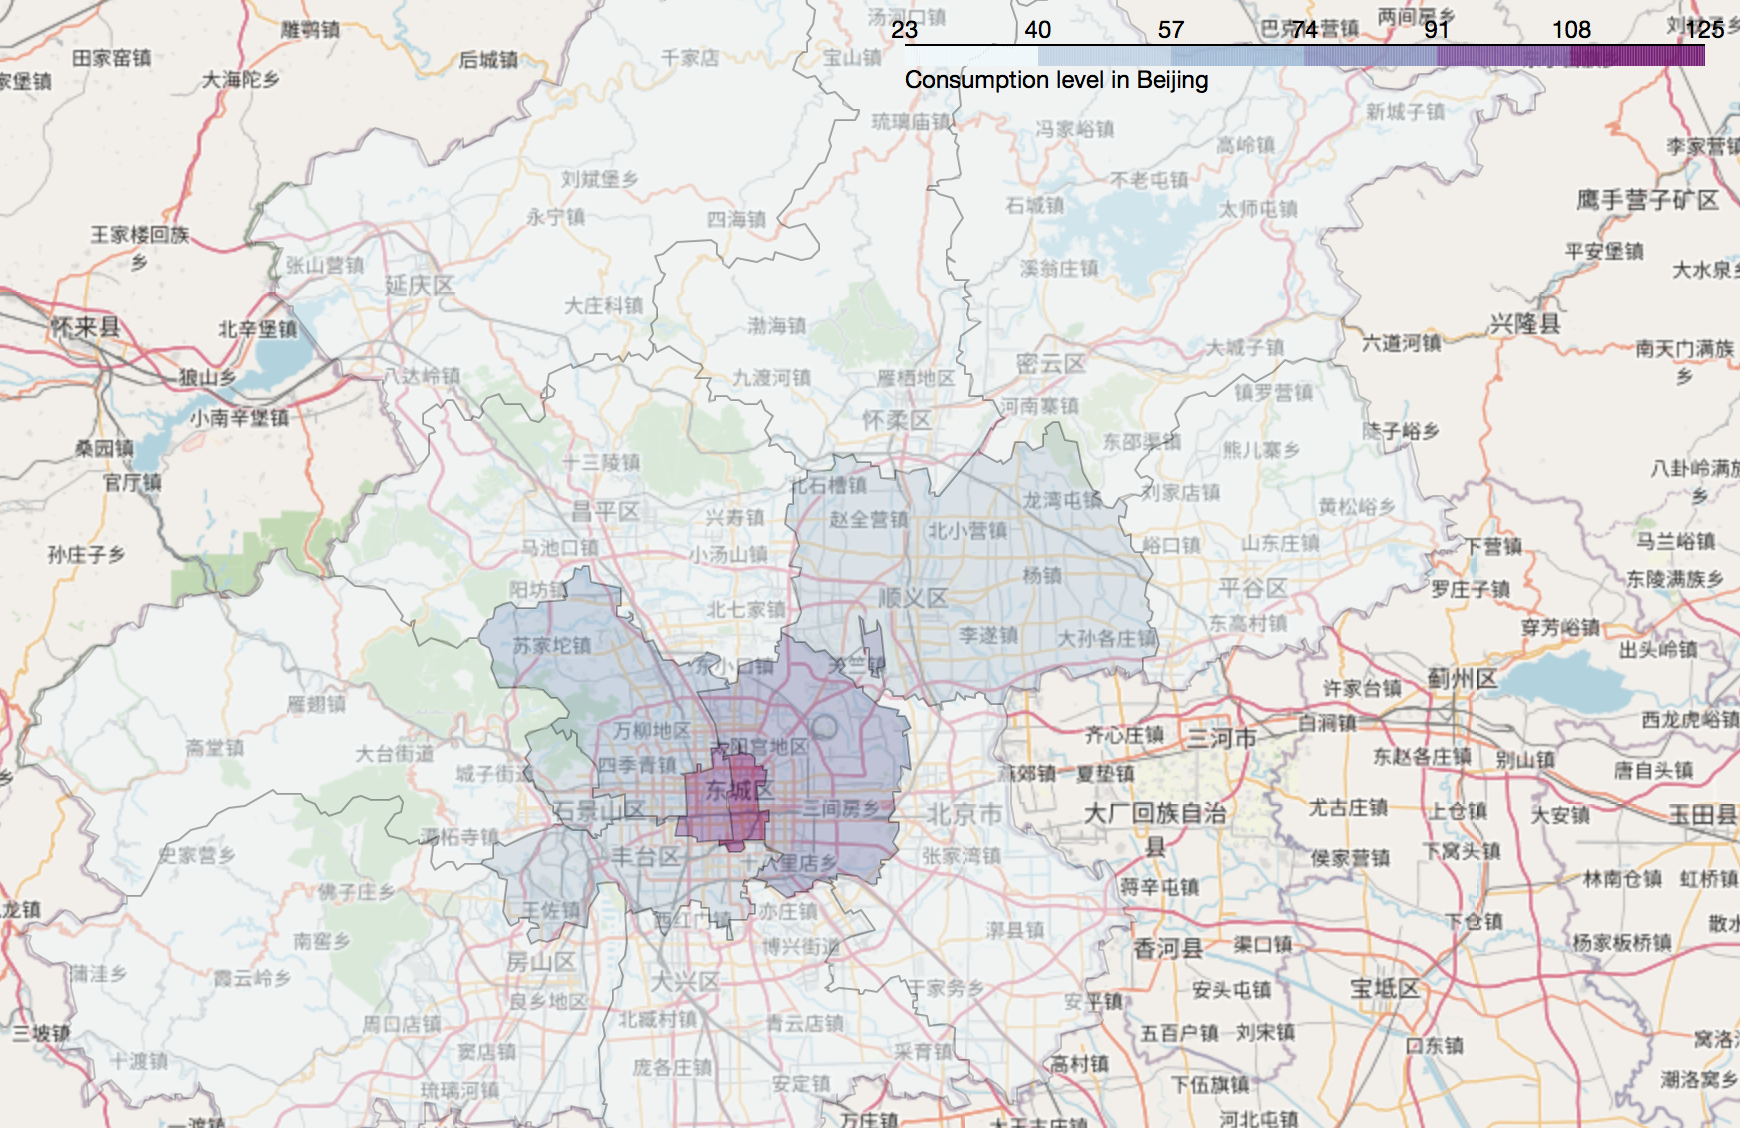 汤河口镇
两间房乡
雕鹗镇
23 40 57 74 91 108 125
田家窑镇
后城镇
千家店
宝山镇
大海陀乡
家堡镇
Consumption level in Beijing
琉璃庙镇
冯家峪镇
新城子镇
高岭镇
李家营镇
刘斌堡乡
不老屯镇
鹰手营子矿区
永宁镇
四海镇
石城镇
太师屯镇
王家楼回族
乡
平安堡镇
张山营镇
溪翁庄镇
大水泉乡
延庆区
大庄科镇
怀来县
北辛堡镇
渤海镇
兴隆县
六道河镇
大城子镇
南天门满族
乡
密云区
狼山乡
八达岭镇
九渡河镇
雁栖地区
镇罗营镇
小南辛堡镇
怀柔区
河南寨镇
陡子峪乡
桑园镇
东邵渠镇
熊儿寨乡
十三陵镇
八卦岭满族
乡
官厅镇
北石槽镇
龙湾屯镇
刘家店镇
黄松峪乡
昌平区
兴寿镇
赵全营镇
北小营镇
孙庄子乡
马池口镇
小汤山镇
峪口镇
山东庄镇
下营镇
马兰峪镇
阳坊镇
杨镇
平谷区
罗庄子镇
东陵满族乡
北七家镇
顺义区
东高村镇
穿芳峪镇
苏家坨镇
李遂镇
大孙各庄镇
出头岭镇
东小口镇
天竺镇
蓟州区
许家台镇
雁翅镇
西龙虎峪镇
万柳地区
白涧镇
齐心庄镇
三河市
斋堂镇
大台街道
四季青镇
东赵各庄镇
别山镇
城子街道
燕郊镇
夏垫镇
唐自头镇
东城区
石景山区
三间房乡
北京市
大厂回族自治
县
尤古庄镇
上仓镇
大安镇
玉田县
潭柘寺镇
史家营乡
丰台区
十八里店乡
张家湾镇
侯家营镇
下窝头镇
佛子庄乡
蒋辛屯镇
林南仓镇
虹桥镇
龙镇
王佐镇
西红门镇
亦庄镇
下仓镇
漷县镇
南窖乡
博兴街道
香河县
渠口镇
杨家板桥镇
房山区
蒲洼乡
霞云岭乡
大兴区
于家务乡
安头屯镇
宝坻区
良乡地区
安平镇
周口店镇
北臧村镇
青云店镇
三坡镇
五百户镇
刘宋镇
口东镇
十渡镇
窦店镇
采育镇
庞各庄镇
高村镇
琉璃河镇
安定镇
下伍旗镇
潮洛窝乡
万庄镇
河北屯镇